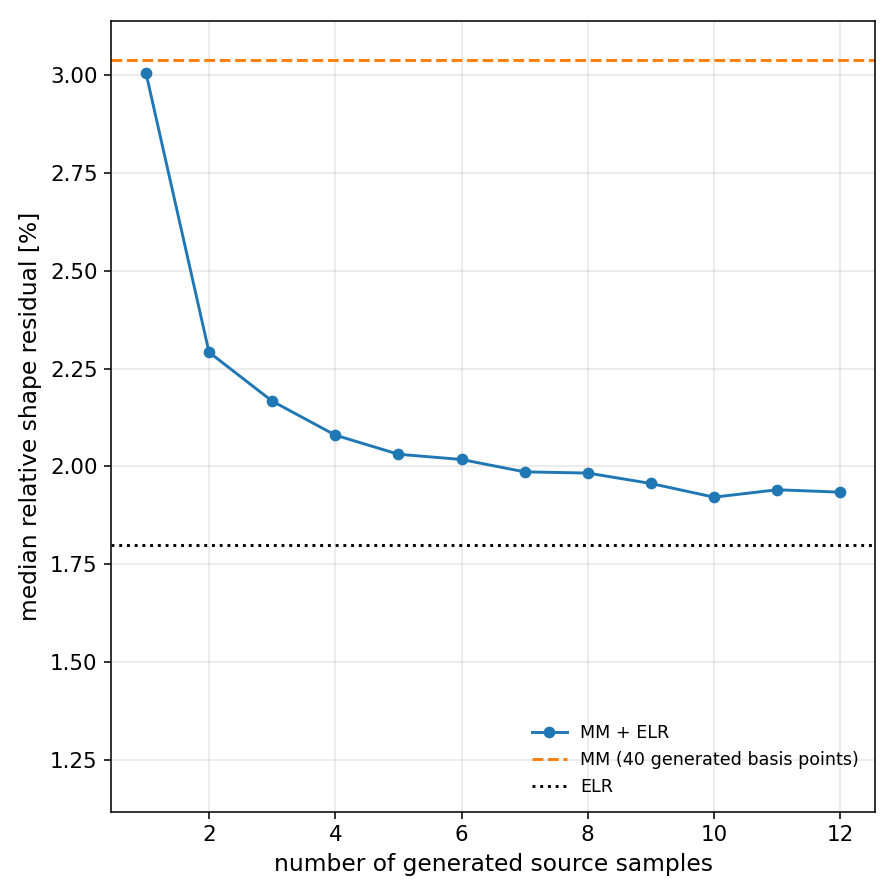 median relative shape residual [%]
3.00
2.75
2.50
2.25
2.00
1.75
1.50
1.25
MM + ELR
MM (40 generated basis points)
ELR
2 4 6 8 10 12
number of generated source samples